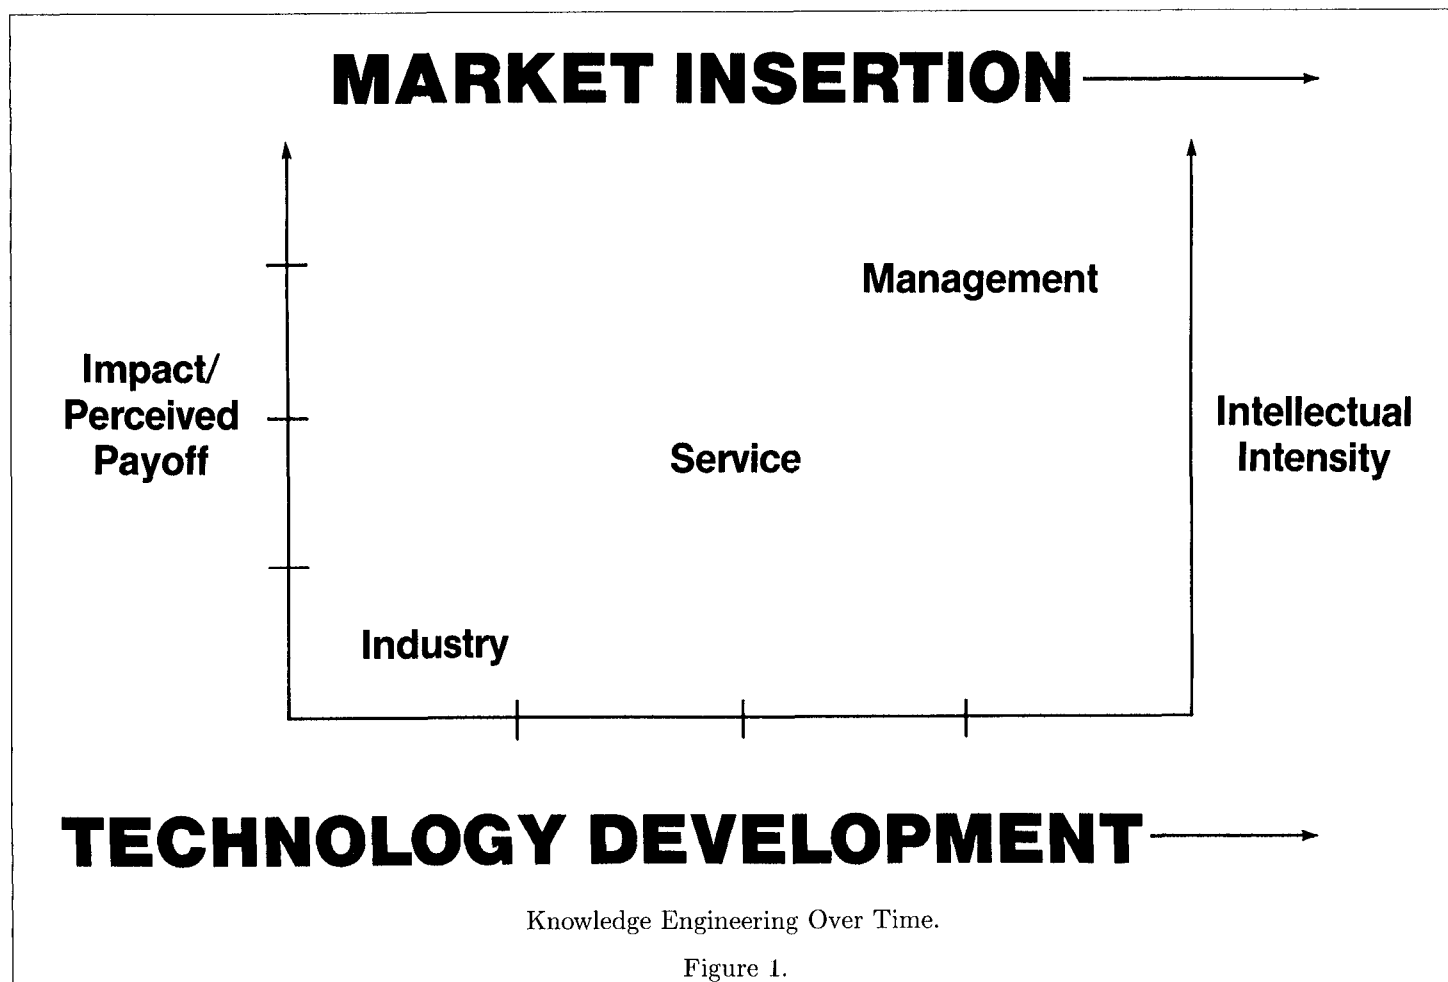 MARKET INSERTION
Management
Impact/
Perceived
Payoff
Intellectual
Intensity
Service
Industry
TECHNOLOGY DEVELOPMENT
Knowledge Engineering Over Time.
Figure 1.